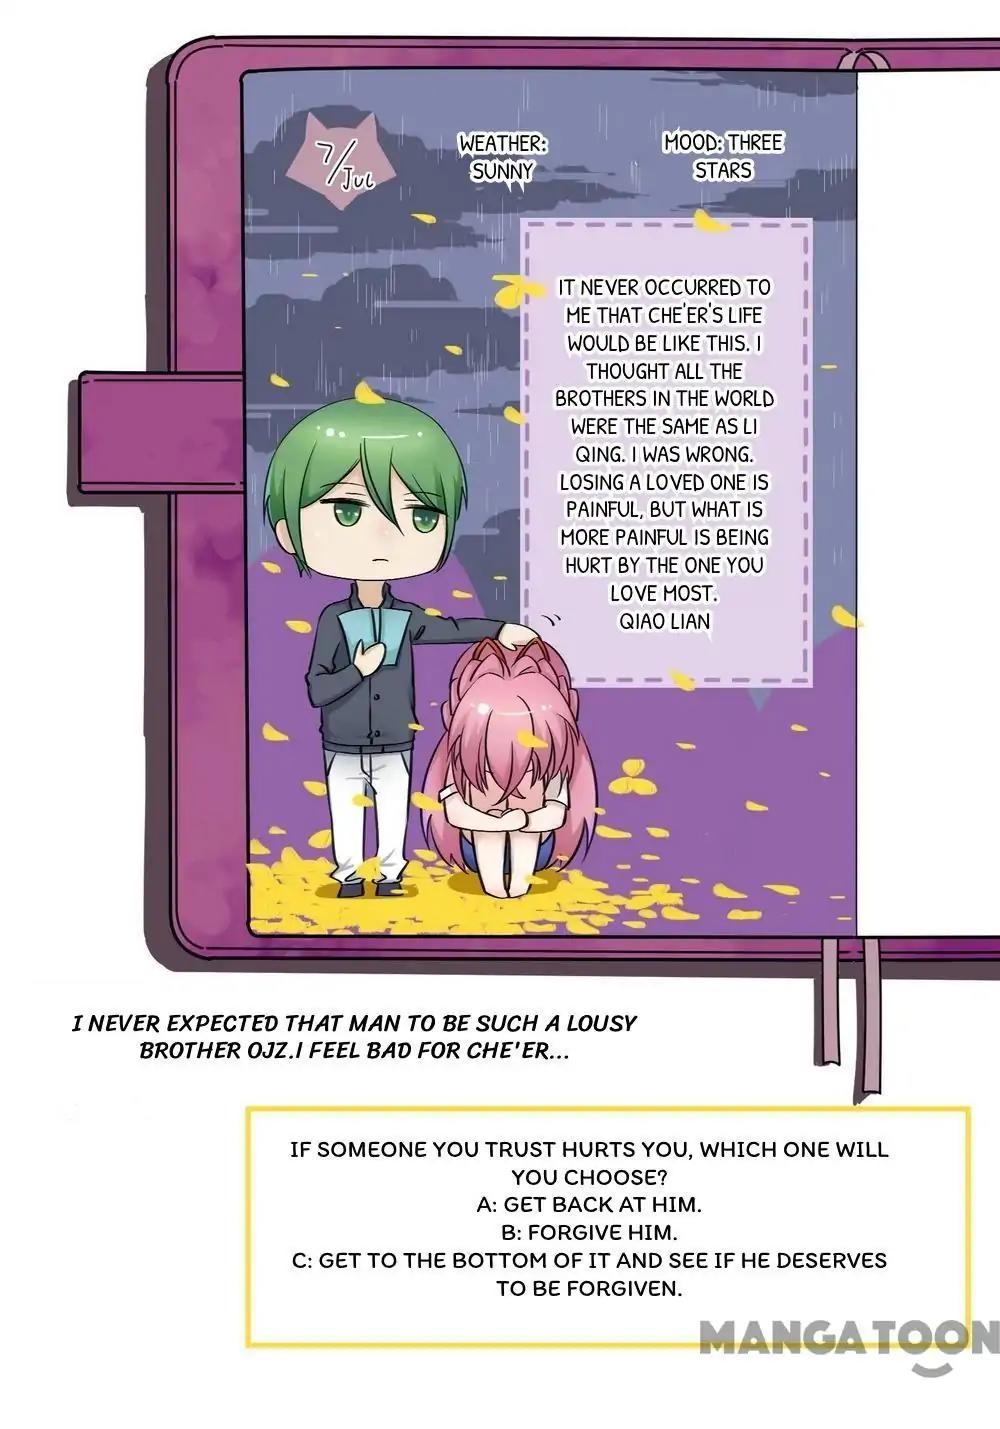 7/Jul
WEATHER:
SUNNY
MOOD: THREE
STARS
IT NEVER OCCURRED TO
ME THAT CHE'ER'S LIFE
WOULD BE LIKE THIS. I
THOUGHT ALL THE
BROTHERS IN THE WORLD
WERE THE SAME AS LI
QING. I WAS WRONG.
LOSING A LOVED ONE IS
PAINFUL, BUT WHAT IS
MORE PAINFUL IS BEING
HURT BY THE ONE YOU
LOVE MOST.
QIAO LIAN
I NEVER EXPECTED THAT MAN TO BE SUCH A LOUSY
BROTHER OJZ.I FEEL BAD FOR CHE'ER...
IF SOMEONE YOU TRUST HURTS YOU, WHICH ONE WILL
YOU CHOOSE?
A: GET BACK AT HIM.
B: FORGIVE HIM.
C: GET TO THE BOTTOM OF IT AND SEE IF HE DESERVES
TO BE FORGIVEN.
MANGA TOON